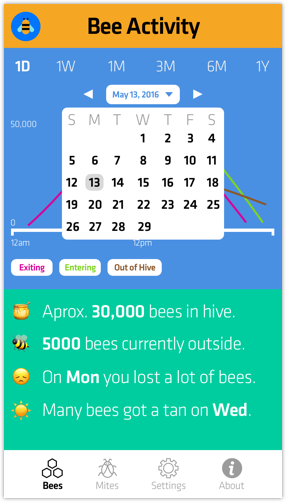 Bee Activity
1D 1W 1M 3M 6M 1Y
May 13, 2016
S M T W T F S
50,000
1 2 3 4
5 6 7 8 9 10 11
12 13 14 15 16 17 18
19 20 21 22 23 24 25
26 27 28 29
0
12am 12pm
Exiting Entering Out of Hive
Aprox. 30,000 bees in hive.
5000 bees currently outside.
On Mon you lost a lot of bees.
Many bees got a tan on Wed.
Bees Mites Settings About